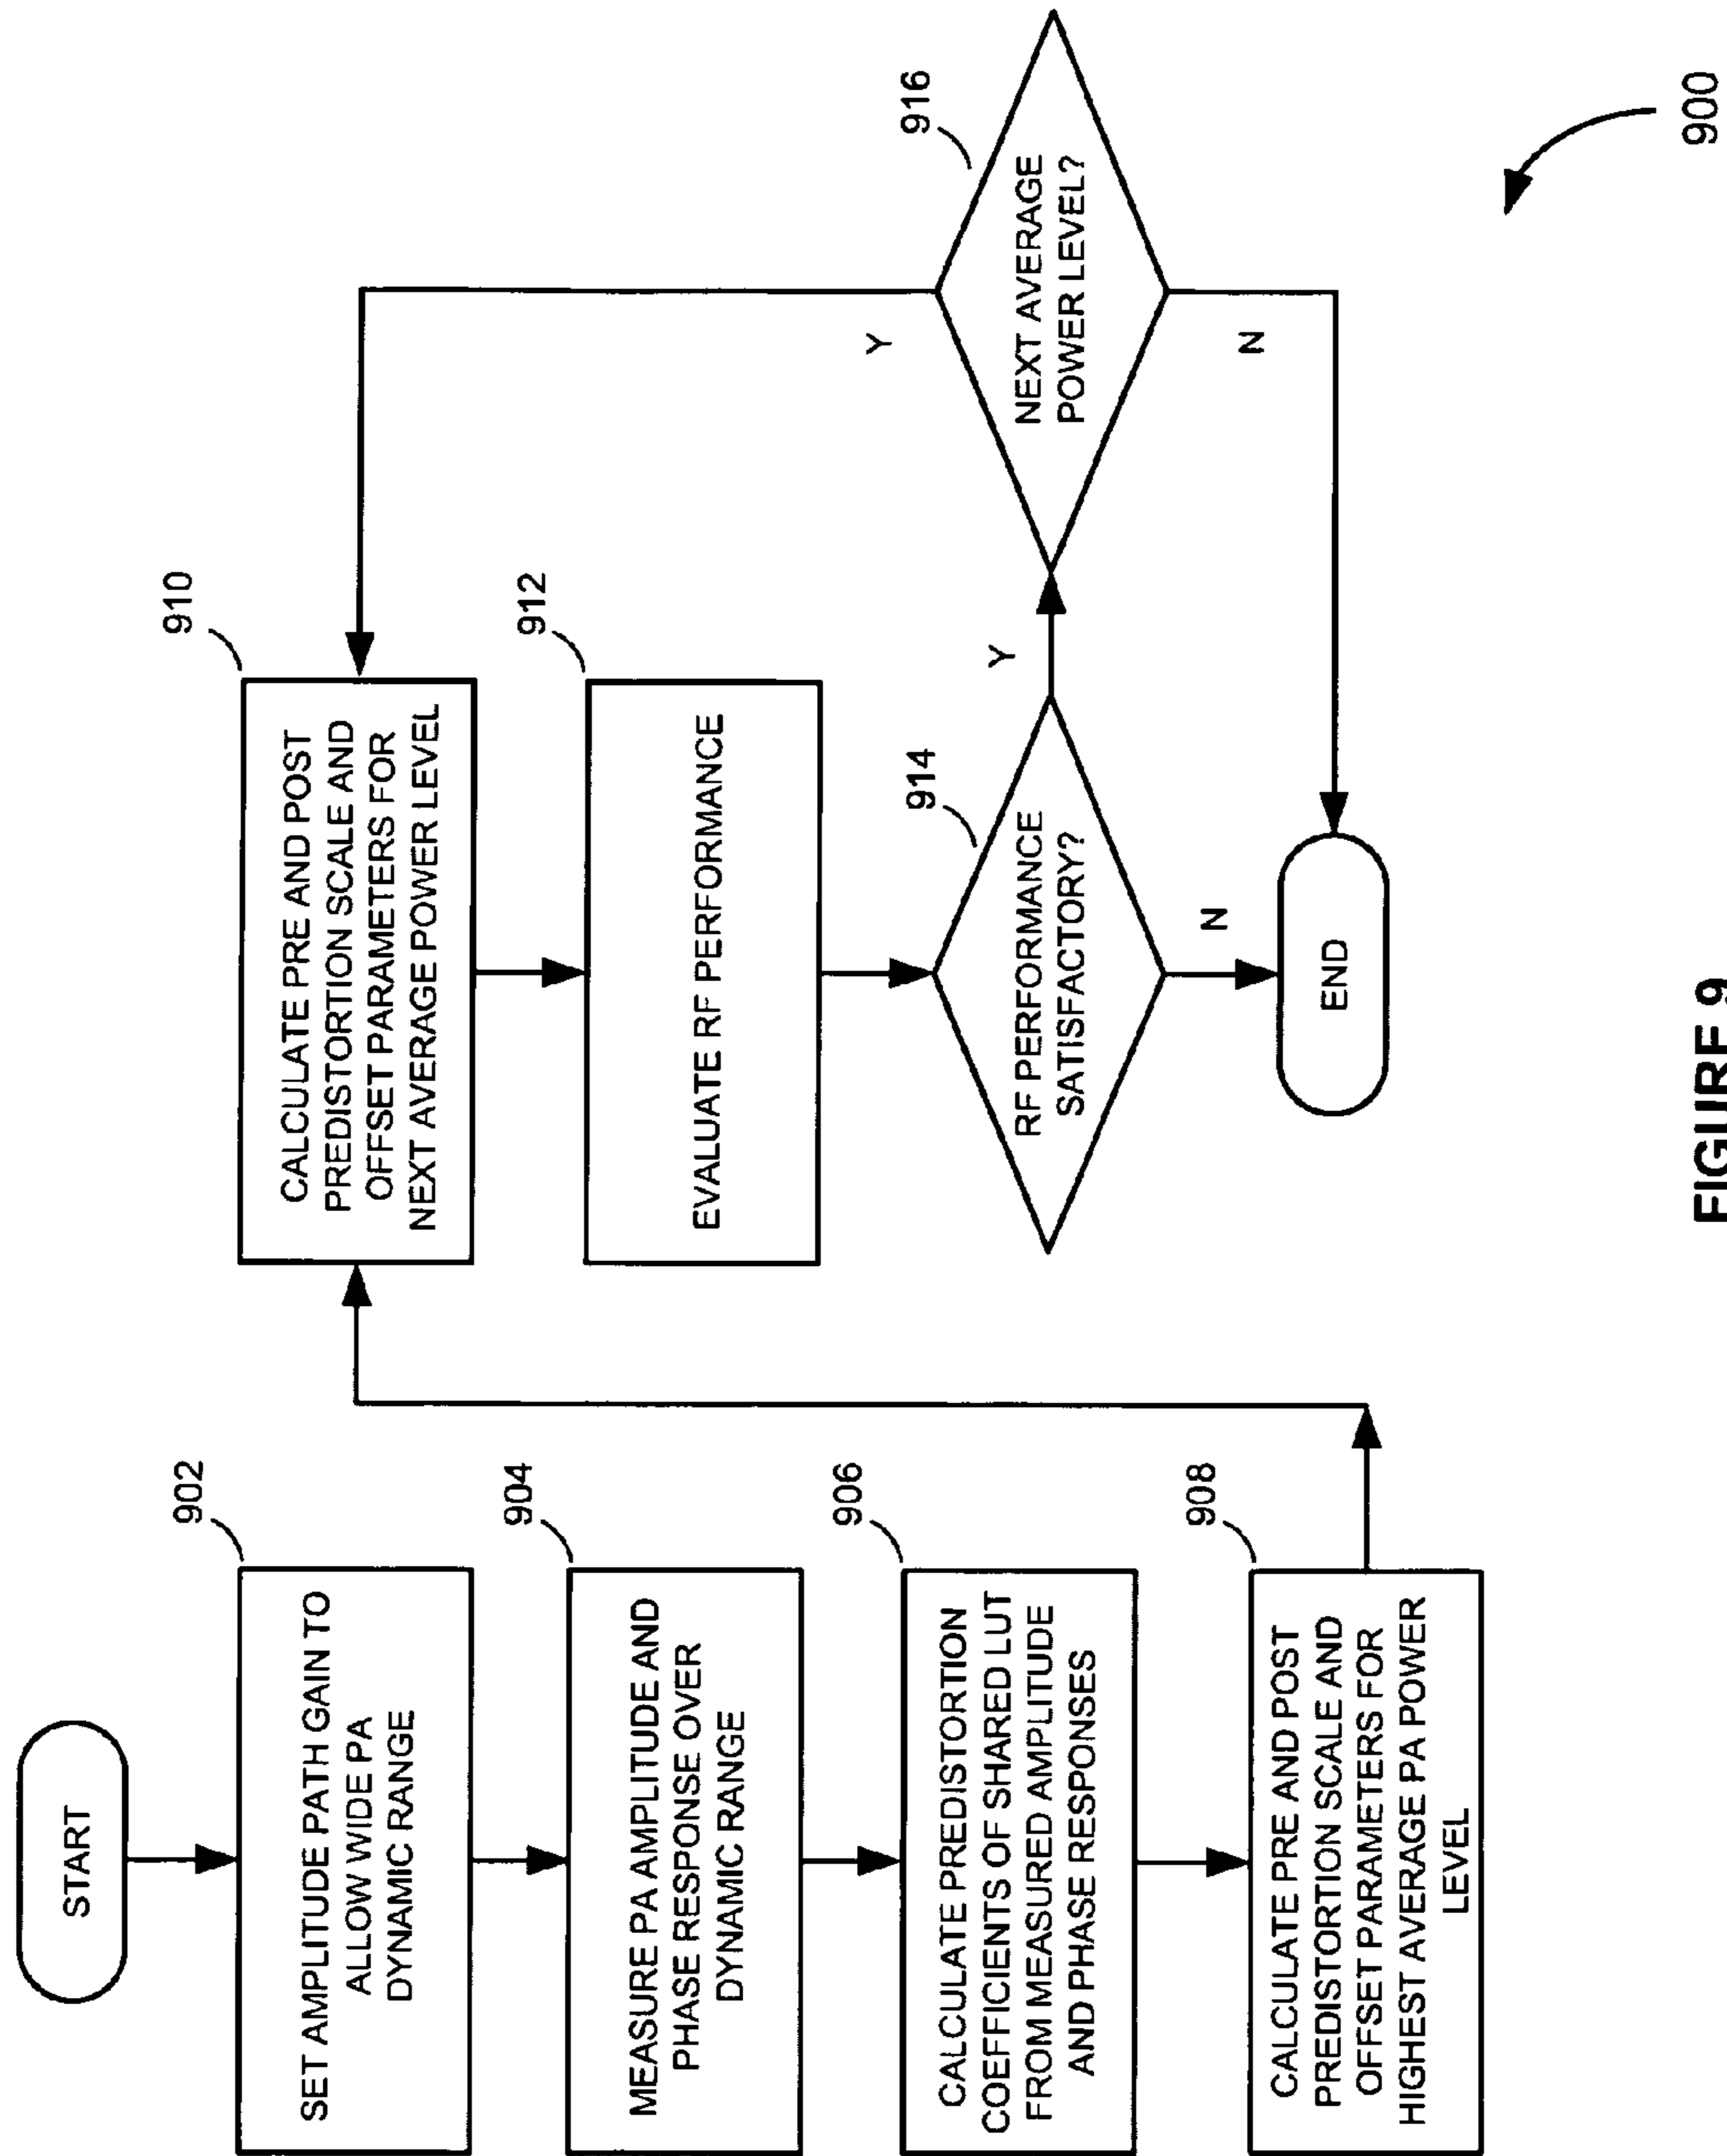 START
902
SET AMPLITUDE PATH GAIN TO
ALLOW WIDE PA
DYNAMIC RANGE
904
MEASURE PA AMPLITUDE AND
PHASE RESPONSE OVER
DYNAMIC RANGE
906
CALCULATE PREDISTORTION
COEFFICIENTS OF SHARED LUT
FROM MEASURED AMPLITUDE
AND PHASE RESPONSES
908
CALCULATE PRE AND POST
PREDISTORTION SCALE AND
OFFSET PARAMETERS FOR
HIGHEST AVERAGE PA POWER
LEVEL
910
CALCULATE PRE AND POST
PREDISTORTION SCALE AND
OFFSET PARAMETERS FOR
NEXT AVERAGE POWER LEVEL
912
EVALUATE RF PERFORMANCE
914
RF PERFORMANCE
SATISFACTORY?
Y
N
916
NEXT AVERAGE
POWER LEVEL?
Y
N
END
900
FIGURE 9